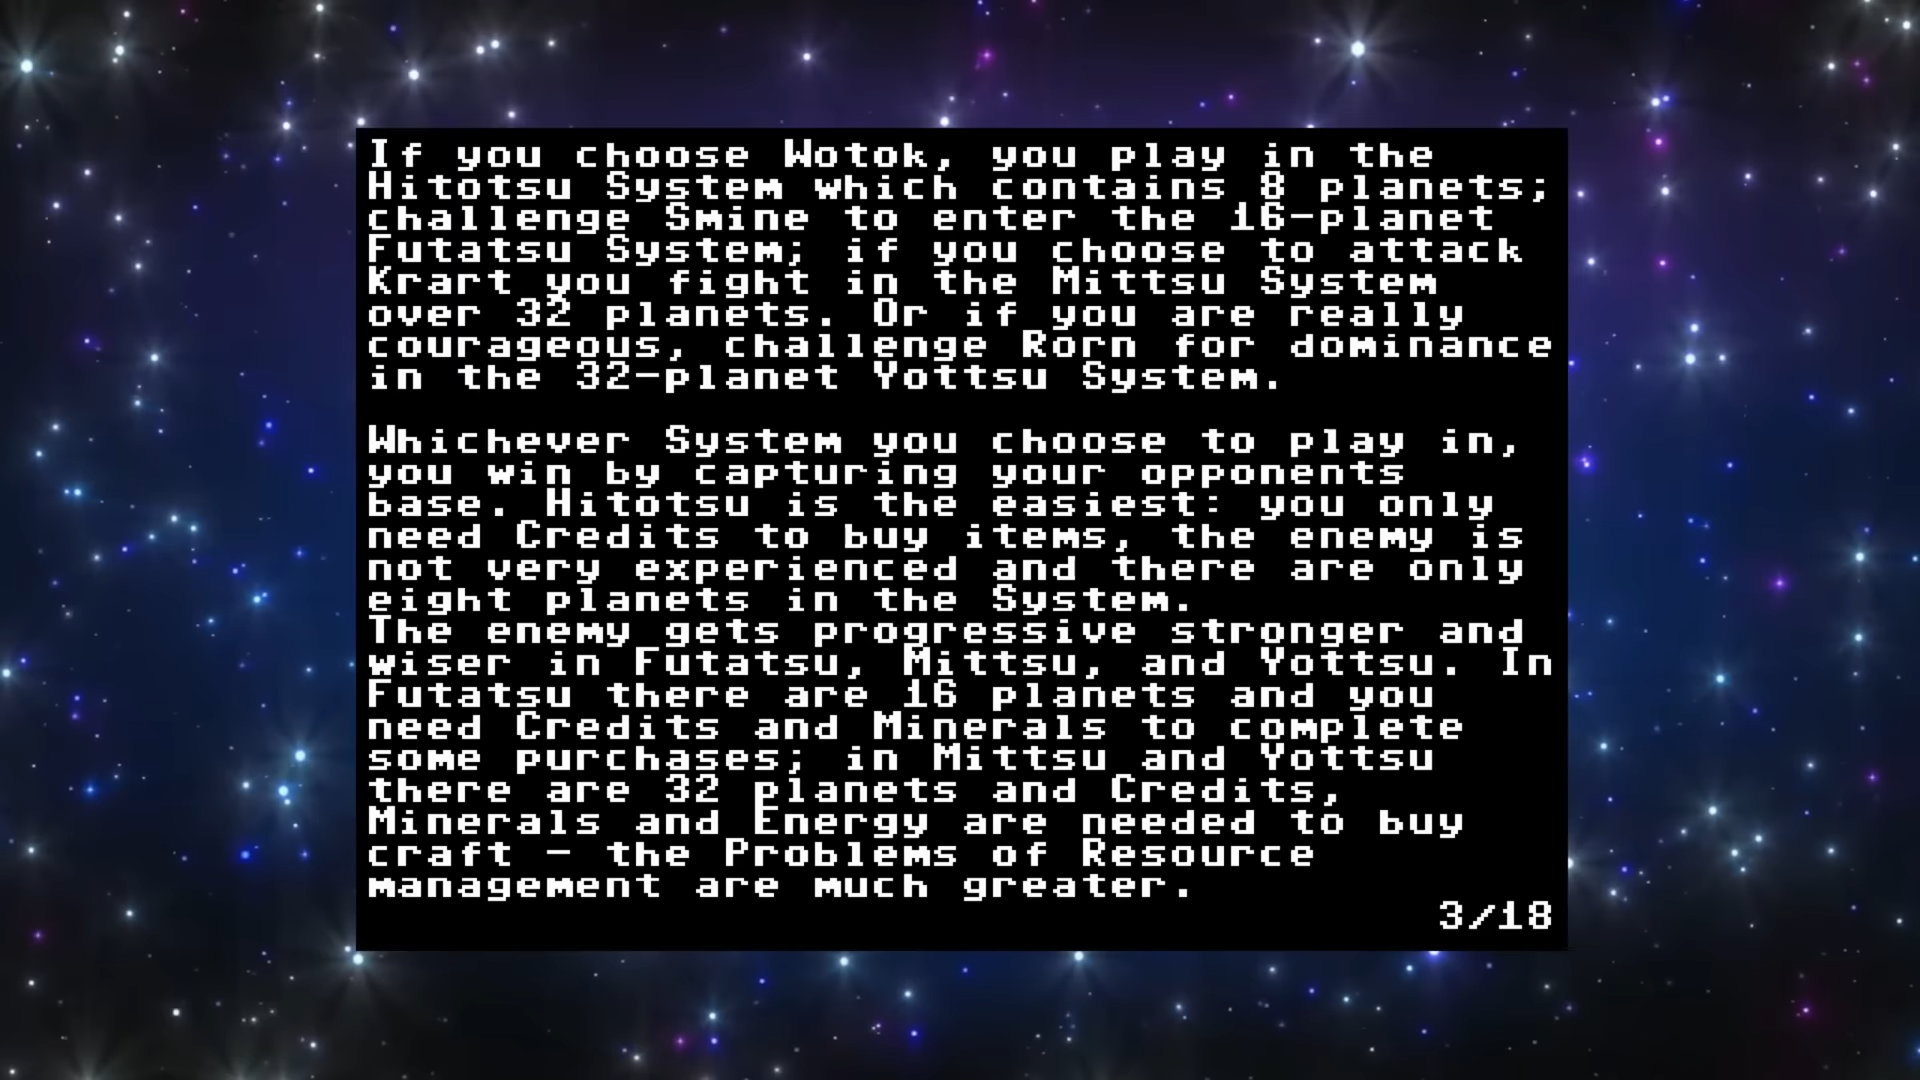 If you choose Wotok, you play in the
Hitotsu System which contains 8 planets;
challenge Smine to enter the 16-planet
Futatsu System; if you choose to attack
Krart you fight in the Mittsu System
over 32 planets. Or if you are really
courageous, challenge Rorn for dominance
in the 32-planet Yottsu System.
Whichever System you choose to play in,
you win by capturing your opponents
base. Hitotsu is the easiest: you only
need Credits to buy items, the enemy is
not very experienced and there are only
eight planets in the System.
The enemy gets progressive stronger and
wiser in Futatsu, Mittsu, and Yottsu. In
Futatsu there are 16 planets and you
need Credits and Minerals to complete
some purchases; in Mittsu and Yottsu
there are 32 planets and Credits,
Minerals and Energy are needed to buy
craft - the Problems of Resource
management are much greater.
3/18